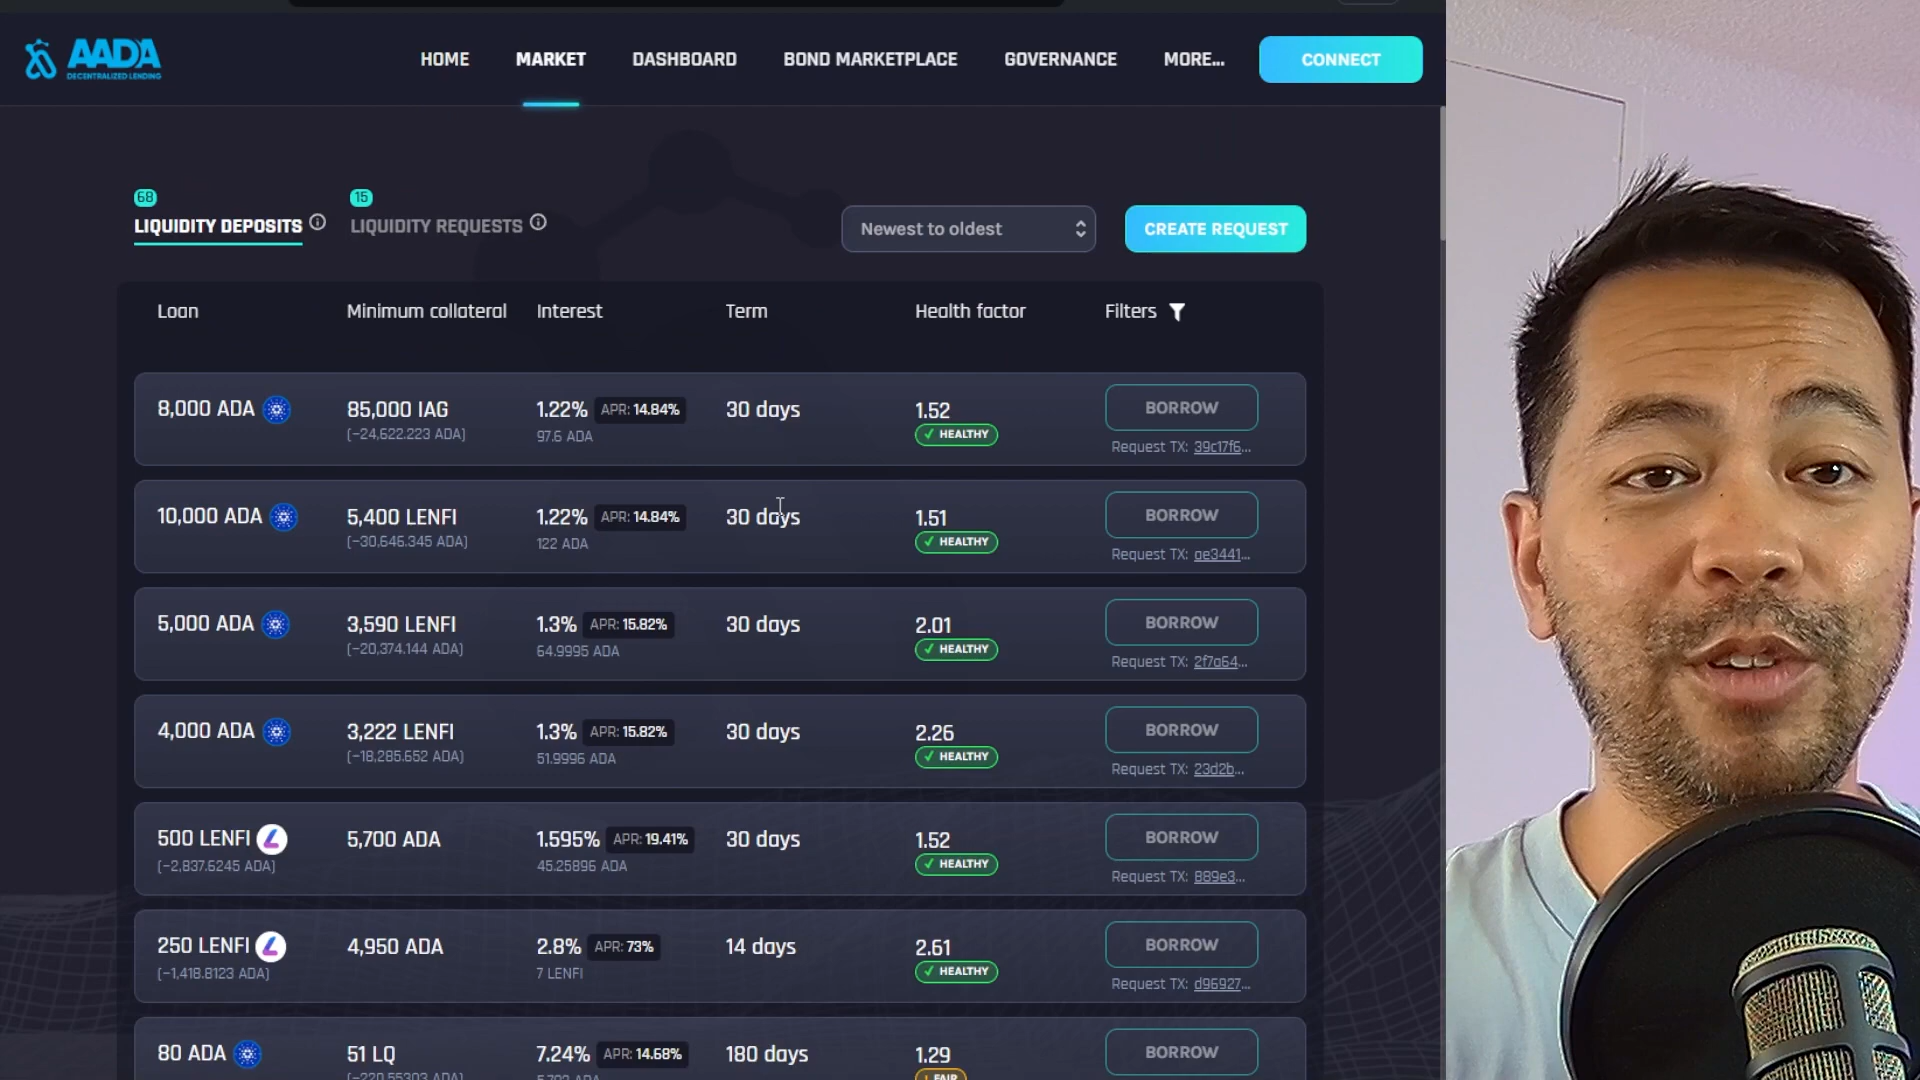 AADA
DECENTRALIZED LENDING
HOME
MARKET
DASHBOARD
BOND MARKETPLACE
GOVERNANCE
MORE...
CONNECT
68
LIQUIDITY DEPOSITS
15
LIQUIDITY REQUESTS
Newest to oldest
CREATE REQUEST
Loan
Minimum collateral
Interest
Term
Health factor
Filters
8,000 ADA
85,000 IAG
(~24,622.223 ADA)
1.22% APR: 14.84%
97.6 ADA
30 days
1.52
HEALTHY
BORROW
Request TX: 39c17f6...
10,000 ADA
5,400 LENFI
(~30,646.345 ADA)
1.22% APR: 14.84%
122 ADA
30 days
1.51
HEALTHY
BORROW
Request TX: ae3441...
5,000 ADA
3,590 LENFI
(~20,374.144 ADA)
1.3% APR: 15.82%
64.9995 ADA
30 days
2.01
HEALTHY
BORROW
Request TX: 2f7a64...
4,000 ADA
3,222 LENFI
(~18,285.652 ADA)
1.3% APR: 15.82%
51.9996 ADA
30 days
2.26
HEALTHY
BORROW
Request TX: 23d2b...
500 LENFI
(~2,837.6245 ADA)
5,700 ADA
1.595% APR: 19.41%
45.25896 ADA
30 days
1.52
HEALTHY
BORROW
Request TX: 889e3...
250 LENFI
(~1,418.8123 ADA)
4,950 ADA
2.8% APR: 73%
7 LENFI
14 days
2.61
HEALTHY
BORROW
Request TX: d96927...
80 ADA
51 LQ
(~220.55303 ADA)
7.24% APR: 14.68%
5.792 ADA
180 days
1.29
FAIR
BORROW